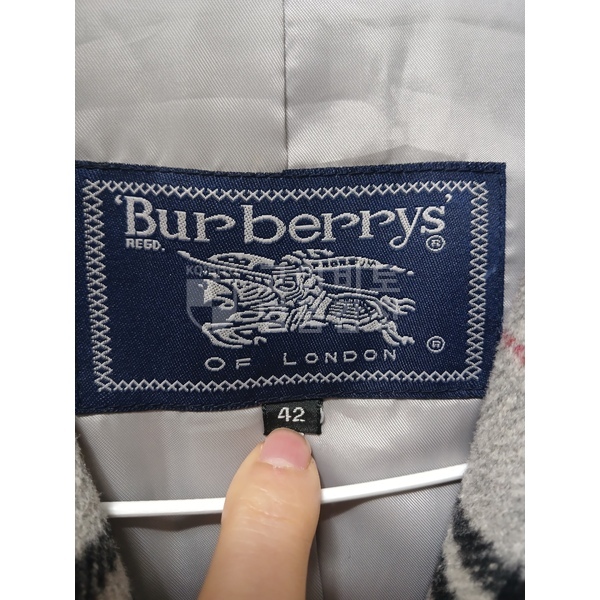 'Burberrys'
REGD.
®
OF LONDON ®
42